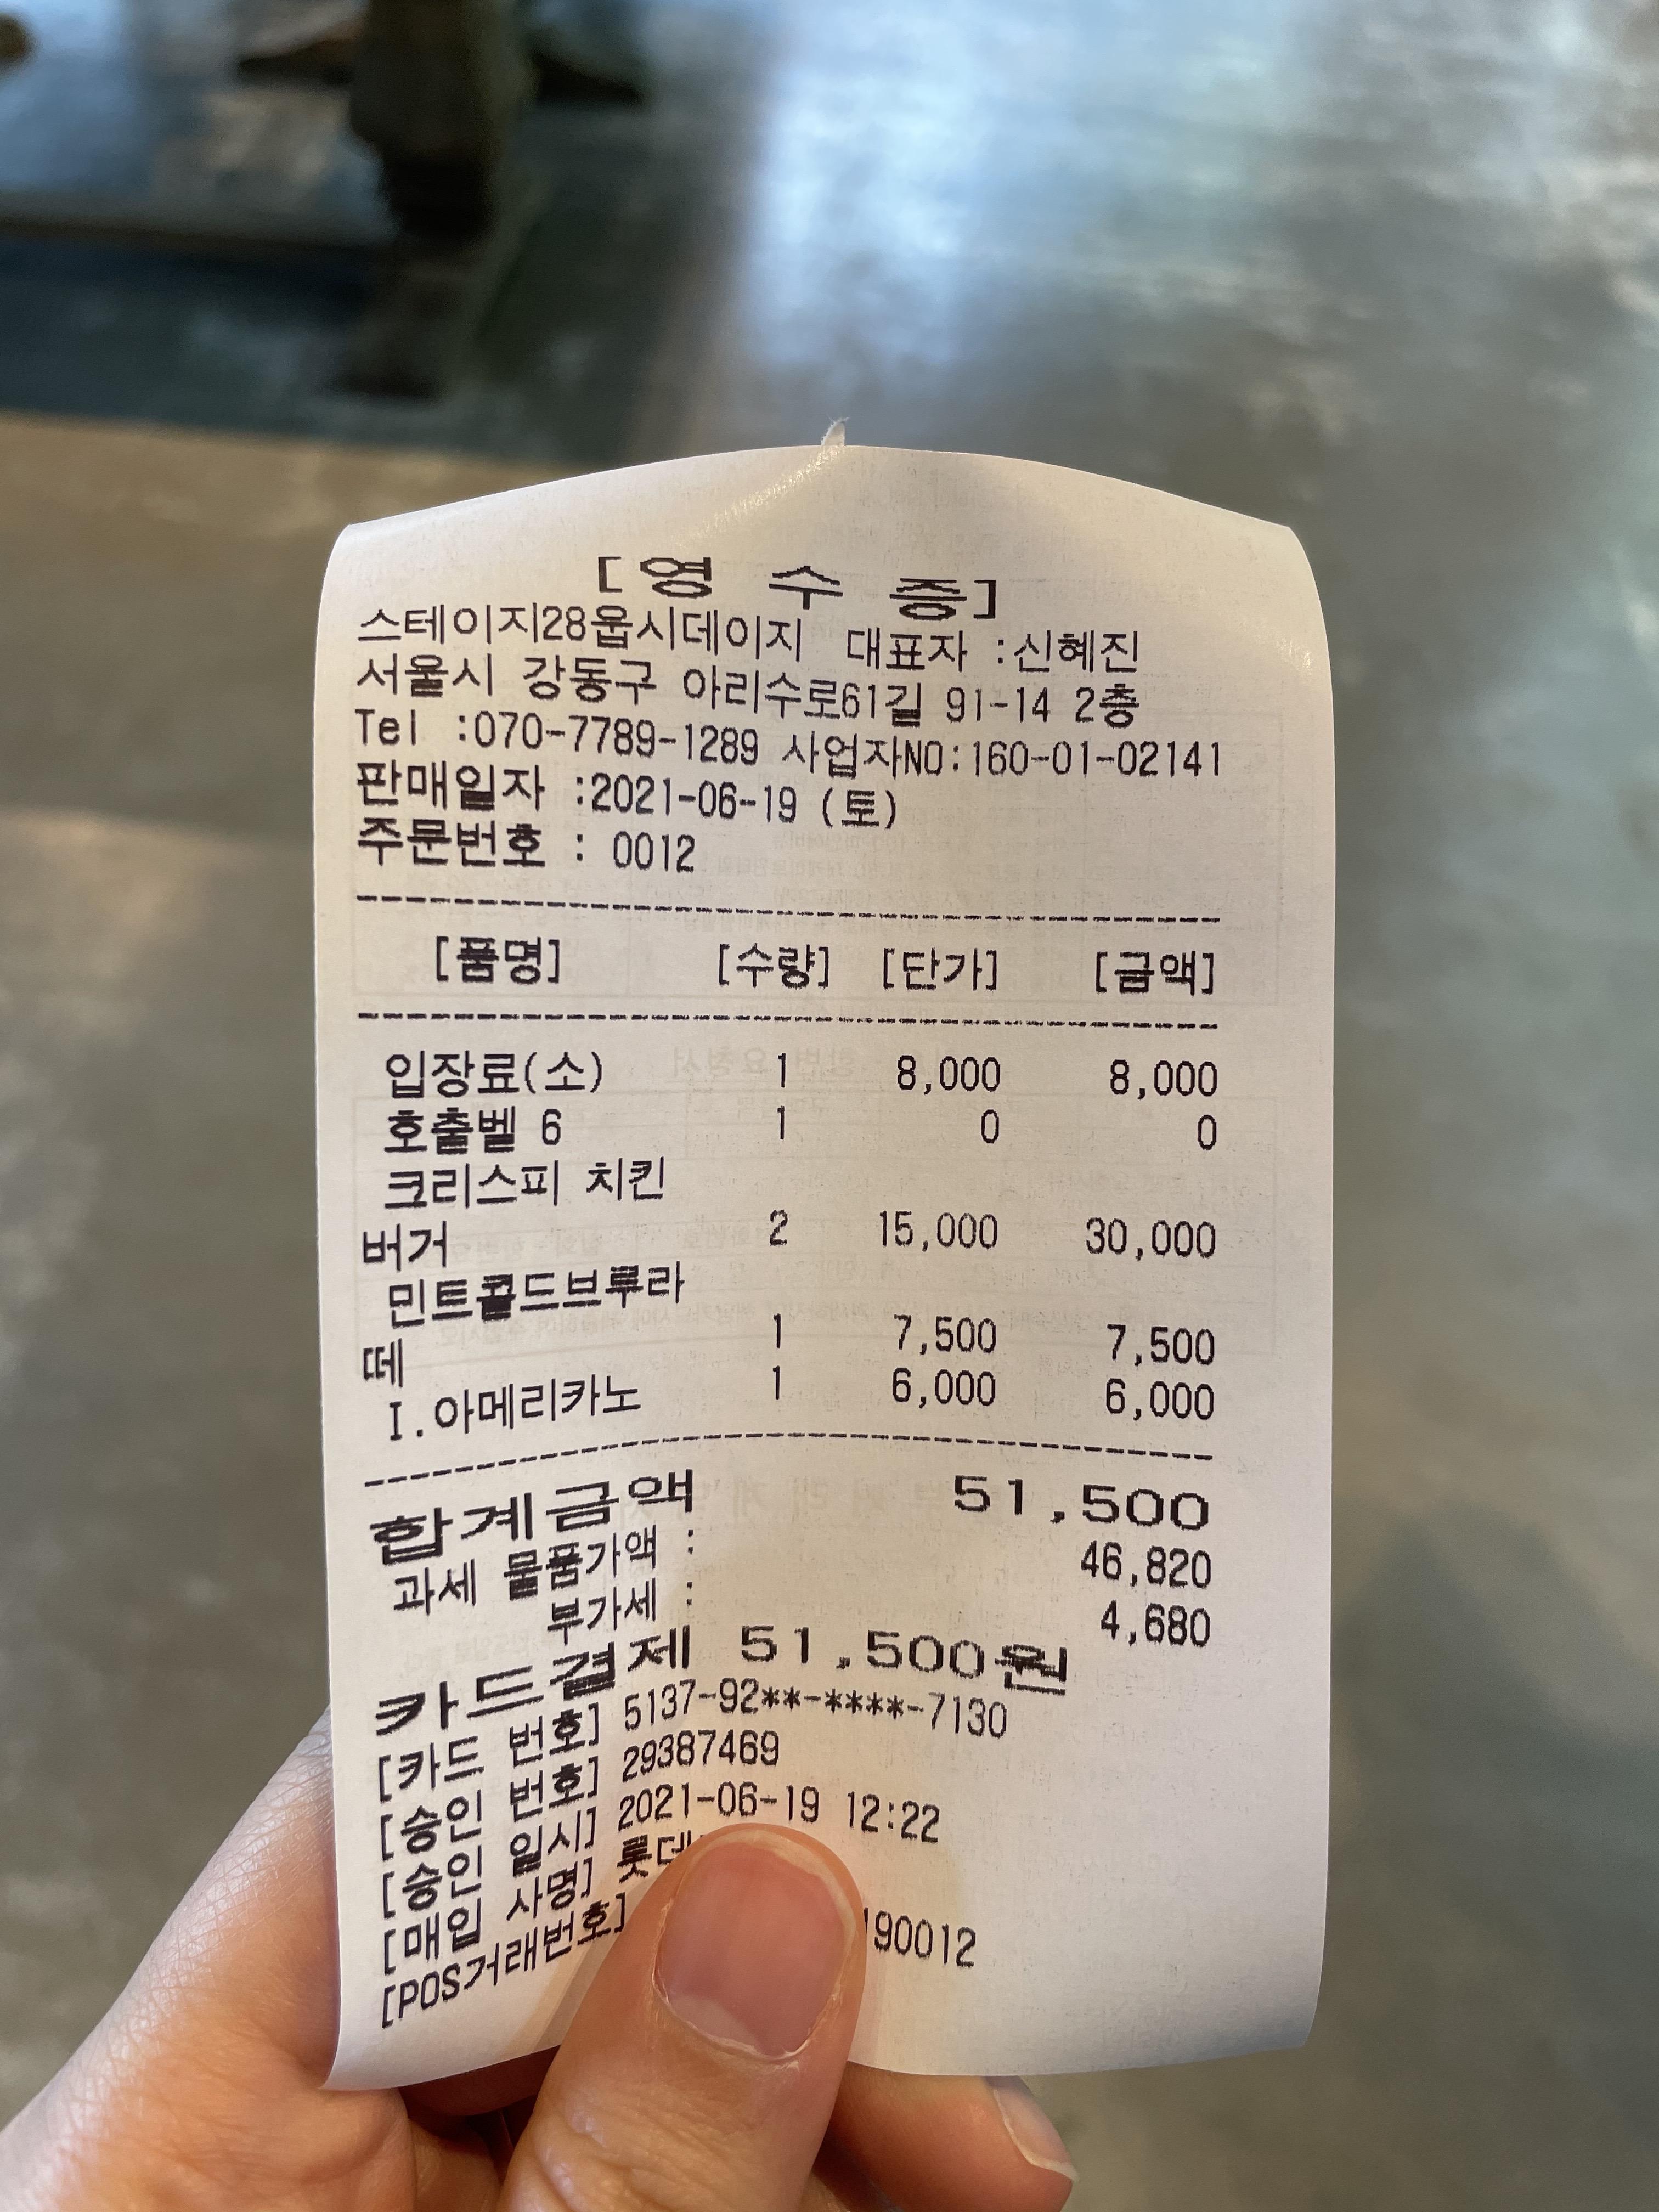 [영 수 증]
스테이지28웁시데이지 대표자 :신혜진
서울시 강동구 아리수로61길 91-14 2층
Tel :070-7789-1289 사업자NO:160-01-02141
판매일자 :2021-06-19 (토)
주문번호 : 0012
[품명] [수량] [단가] [금액]
입장료(소) 1 8,000 8,000
호출벨 6 1 0 0
크리스피 치킨
버거 2 15,000 30,000
민트콜드브루라
떼 1 7,500 7,500
I.아메리카노 1 6,000 6,000
합계금액 51,500
과세 물품가액 : 46,820
부가세 : 4,680
카드결제 51,500원
[카드 번호] 5137-92**-****-7130
[승인 번호] 29387469
[승인 일시] 2021-06-19 12:22
[매입 사명] 롯데
[POS거래번호] 190012